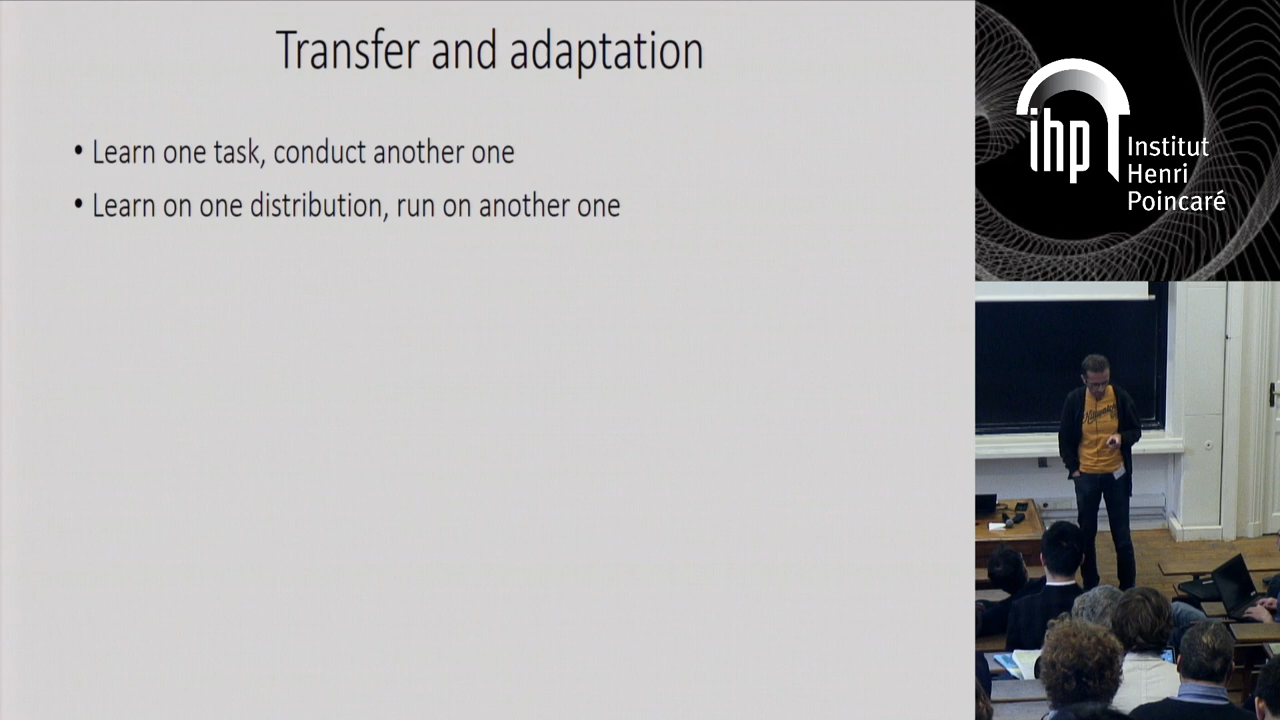 Transfer and adaptation
• Learn one task, conduct another one
• Learn on one distribution, run on another one
ihp
Institut
Henri
Poincaré